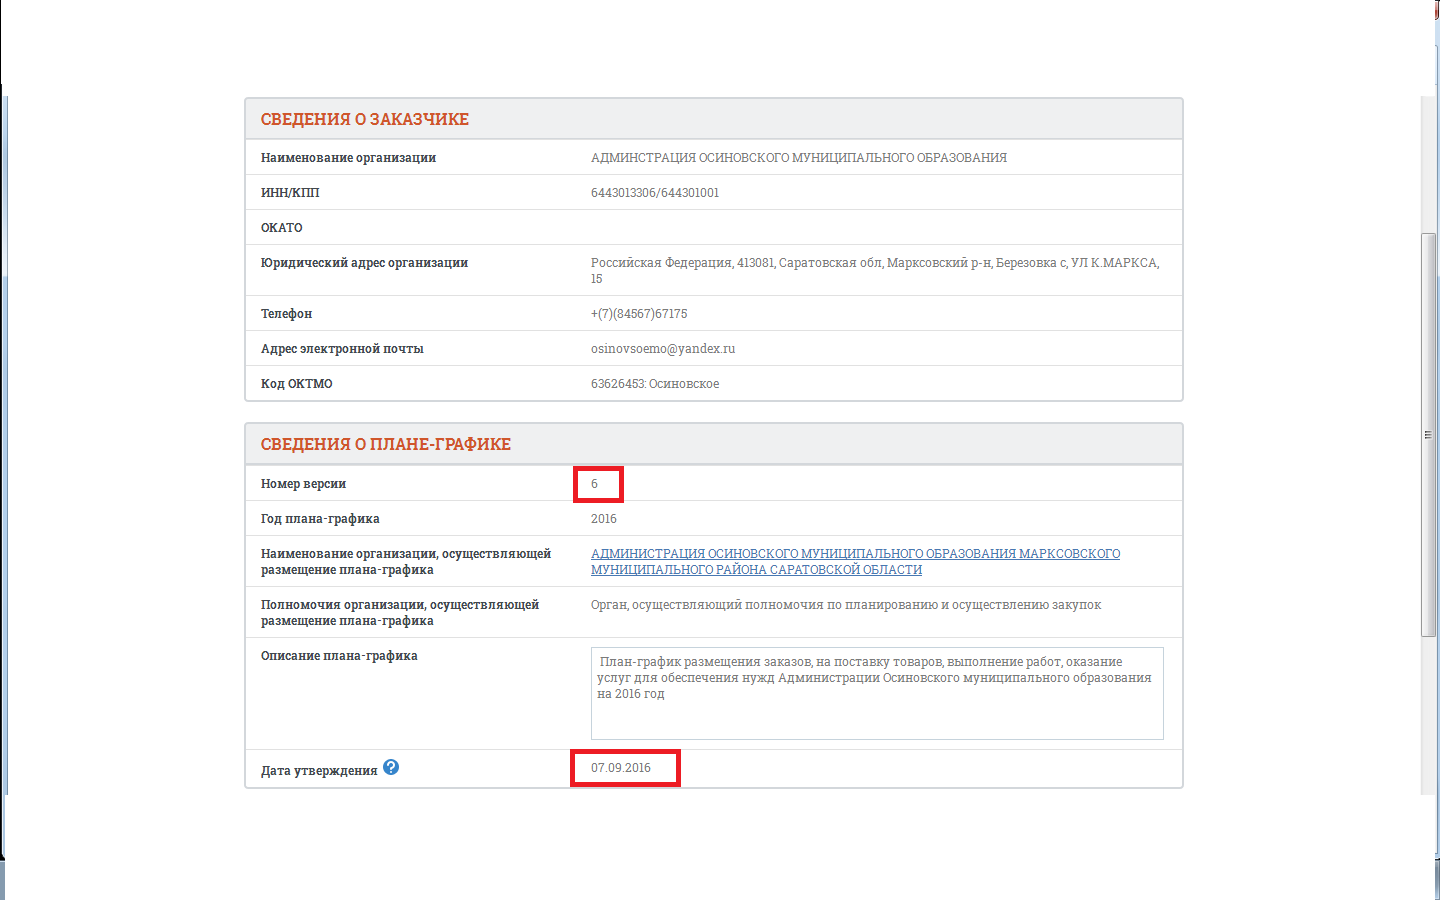 СВЕДЕНИЯ О ЗАКАЗЧИКЕ
Наименование организации АДМИНСТРАЦИЯ ОСИНОВСКОГО МУНИЦИПАЛЬНОГО ОБРАЗОВАНИЯ
ИНН/КПП 6443013306/644301001
ОКАТО
Юридический адрес организации Российская Федерация, 413081, Саратовская обл, Марксовский р-н, Березовка с, УЛ К.МАРКСА,
15
Телефон +(7)(84567)67175
Адрес электронной почты osinovsoemo@yandex.ru
Код ОКТМО 63626453: Осиновское
СВЕДЕНИЯ О ПЛАНЕ-ГРАФИКЕ
Номер версии 6
Год плана-графика 2016
Наименование организации, осуществляющей АДМИНИСТРАЦИЯ ОСИНОВСКОГО МУНИЦИПАЛЬНОГО ОБРАЗОВАНИЯ МАРКСОВСКОГО
размещение плана-графика МУНИЦИПАЛЬНОГО РАЙОНА САРАТОВСКОЙ ОБЛАСТИ
Полномочия организации, осуществляющей Орган, осуществляющий полномочия по планированию и осуществлению закупок
размещение плана-графика
Описание плана-графика План-график размещения заказов, на поставку товаров, выполнение работ, оказание
услуг для обеспечения нужд Администрации Осиновского муниципального образования
на 2016 год
Дата утверждения ? 07.09.2016